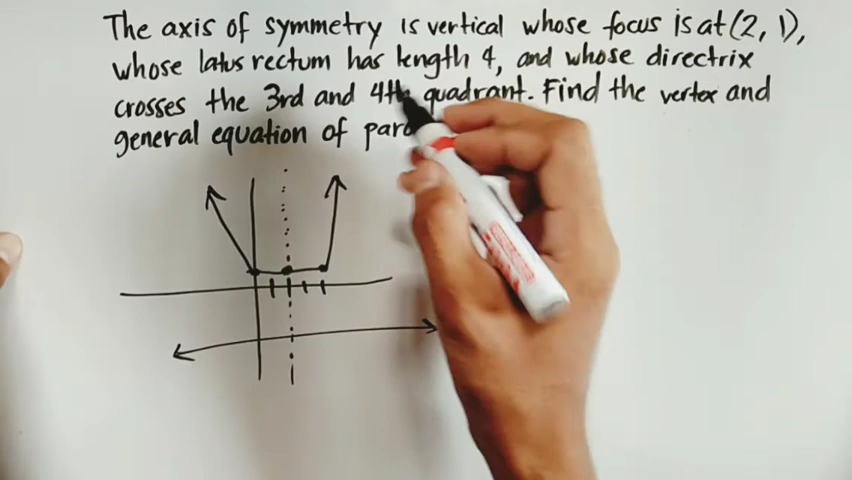 The axis of symmetry is vertical whose focus is at (2, 1),
whose latus rectum has length 4, and whose directrix
crosses the 3rd and 4th quadrant. Find the vertex and
general equation of